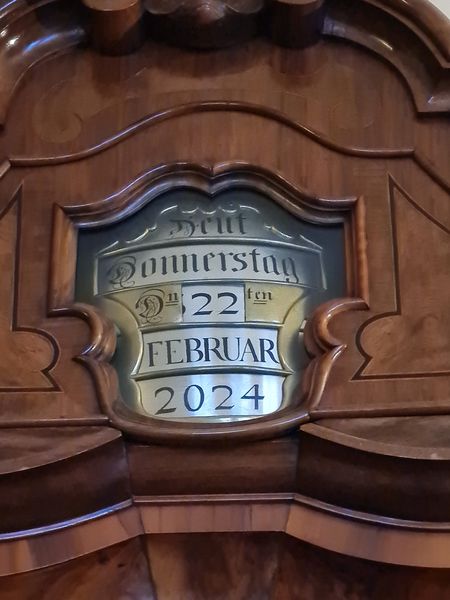 Heut
Donnerstag
Dn 22 ten
FEBRUAR
2024